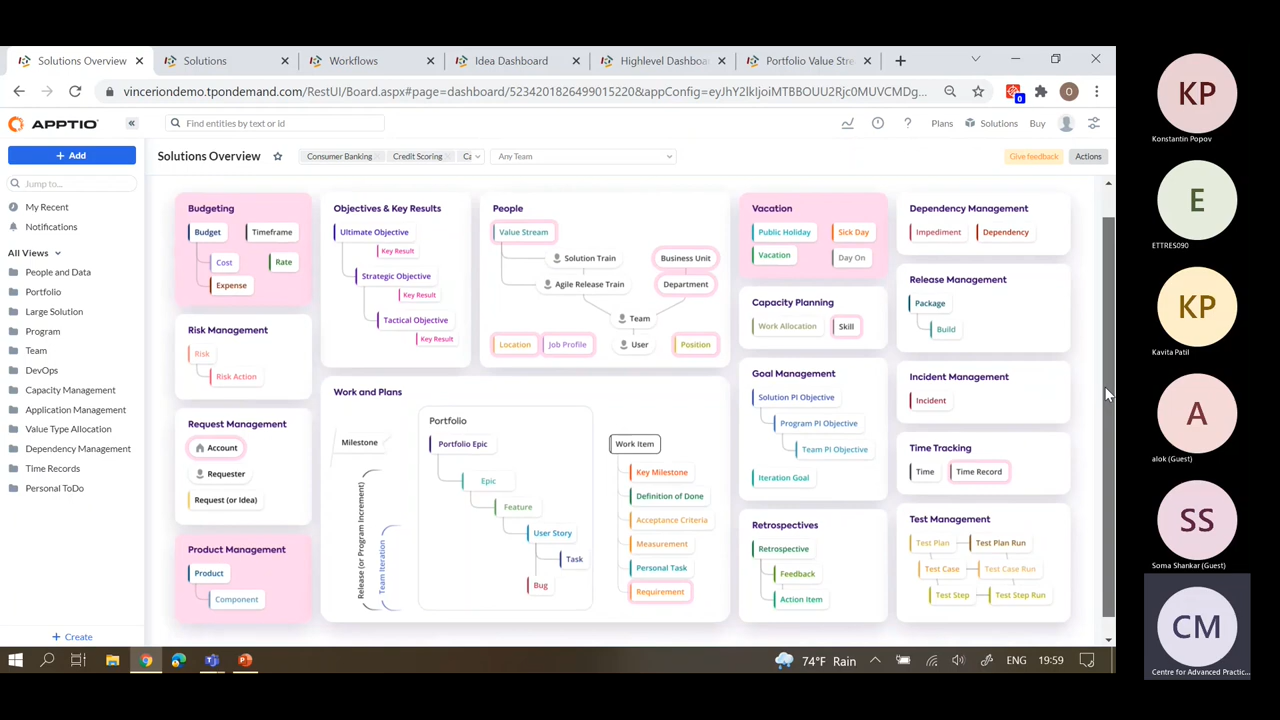 Solutions Overview
Solutions
Workflows
Idea Dashboard
Highlevel Dashboa
Portfolio Value Stre
vinceriondemo.tpondemand.com/RestUI/Board.aspx#page=dashboard/5234201826499015220&appConfig=eyJhY2lkIjoiMTBBOUU2Rjc0MUVCMDg...
O
0
APPTIO
Find entities by text or id
Plans
Solutions
Buy
+ Add
Solutions Overview
Consumer Banking
Credit Scoring
Ca
Any Team
Give feedback
Actions
Jump to...
My Recent
Notifications
All Views
People and Data
Portfolio
Large Solution
Program
Team
DevOps
Capacity Management
Application Management
Value Type Allocation
Dependency Management
Time Records
Personal ToDo
+ Create
Budgeting
Budget
Timeframe
Cost
Rate
Expense
Risk Management
Risk
Risk Action
Request Management
Account
Requester
Request (or Idea)
Product Management
Product
Component
Objectives & Key Results
Ultimate Objective
Key Result
Strategic Objective
Key Result
Tactical Objective
Key Result
People
Value Stream
Solution Train
Business Unit
Agile Release Train
Department
Team
Location
Job Profile
User
Position
Work and Plans
Milestone
Release (or Program Increment)
Team Iteration
Portfolio
Portfolio Epic
Epic
Feature
User Story
Task
Bug
Work Item
Key Milestone
Definition of Done
Acceptance Criteria
Measurement
Personal Task
Requirement
Vacation
Public Holiday
Sick Day
Vacation
Day On
Capacity Planning
Work Allocation
Skill
Goal Management
Solution PI Objective
Program PI Objective
Team PI Objective
Iteration Goal
Retrospectives
Retrospective
Feedback
Action Item
Dependency Management
Impediment
Dependency
Release Management
Package
Build
Incident Management
Incident
Time Tracking
Time
Time Record
Test Management
Test Plan
Test Plan Run
Test Case
Test Case Run
Test Step
Test Step Run
74°F Rain
ENG
19:59
KP
Konstantin Popov
E
ETTRES090
KP
Kavita Patil
A
alok (Guest)
SS
Soma Shankar (Guest)
CM
Centre for Advanced Practic...